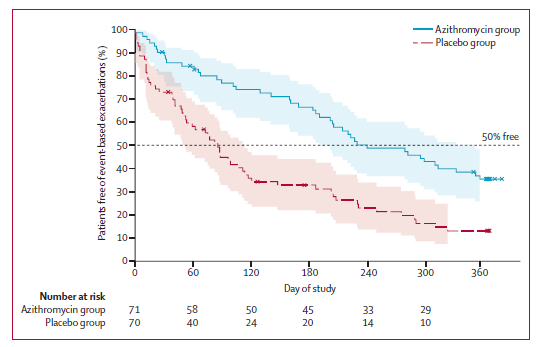 Azithromycin group
Placebo group
Patients free of event-based exacerbations (%)
100
90
80
70
60
50
40
30
20
10
0
50% free
0 60 120 180 240 300 360
Day of study
Number at risk
Azithromycin group 71 58 50 45 33 29
Placebo group 70 40 24 20 14 10